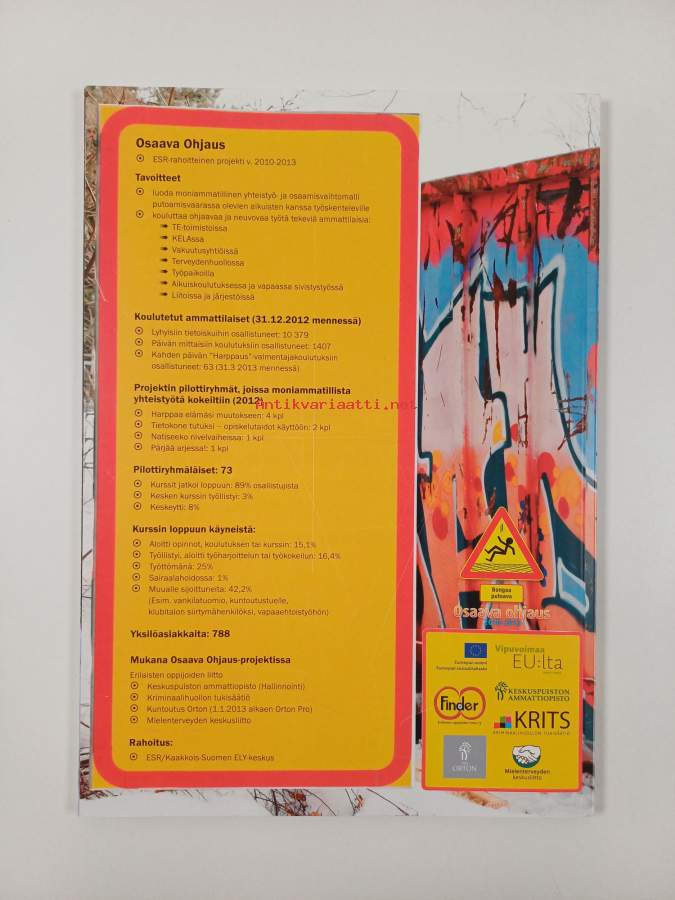 Osaava Ohjaus
ESR-rahoitteinen projekti v. 2010-2013
Tavoitteet
luoda moniammatillinen yhteistyö- ja osaamisvaihtomalli
putoamisvaarassa olevien aikuisten kanssa työskenteleville
kouluttaa ohjaavaa ja neuvovaa työtä tekeviä ammattilaisia:
TE-toimistoissa
KELAssa
Vakuutusyhtiöissä
Terveydenhuollossa
Työpaikoilla
Aikuiskoulutuksessa ja vapaassa sivistystyössä
Liitoissa ja järjestöissä
Koulutetut ammattilaiset (31.12.2012 mennessä)
Lyhyisiin tietoiskuihin osallistuneet: 10 379
Päivän mittaisiin koulutuksiin osallistuneet: 1407
Kahden päivän "Harppaus"-valmentajakoulutuksiin
osallistuneet: 63 (31.3 2013 mennessä)
Projektin pilottiryhmät, joissa moniammatillista
yhteistyötä kokeiltiin (2012)
Antikvariaatti.net
Harppaa elämäsi muutokseen: 4 kpl
Tietokone tutuksi – opiskelutaidot käyttöön: 2 kpl
Natiseeko nivelvaiheissa: 1 kpl
Pärjää arjessa!: 1 kpl
Pilottiryhmäläiset: 73
Kurssit jatkoi loppuun: 89% osallistujista
Kesken kurssin työllistyi: 3%
Keskeytti: 8%
Kurssin loppuun käyneistä:
Aloitti opinnot, koulutuksen tai kurssin: 15,1%
Työllistyi, aloitti työharjoittelun tai työkokeilun: 16,4%
Työttömänä: 25%
Sairaalahoidossa: 1%
Muualle sijoittuneita: 42,2%
(Esim. vankilatuomio, kuntoutustuelle,
klubitalon siirtymähenkilöksi, vapaaehtoistyöhön)
Yksilöasiakkaita: 788
Mukana Osaava Ohjaus-projektissa
Erilaisten oppijoiden liitto
Keskuspuiston ammattiopisto (Hallinnointi)
Kriminaalihuollon tukisäätiö
Kuntoutus Orton (1.1.2013 alkaen Orton Pro)
Mielenterveyden keskusliitto
Rahoitus:
ESR/Kaakkois-Suomen ELY-keskus
Bongaa
putoava
Osaava ohjaus
Euroopan unioni
Euroopan sosiaalirahasto
Vipuvoimaa
EU:lta
Finder
KESKUSPUISTON
AMMATTIOPISTO
KRITS
KRIMINAALIHUOLLON TUKISÄÄTIÖ
ORTON
Mielenterveyden
keskusliitto